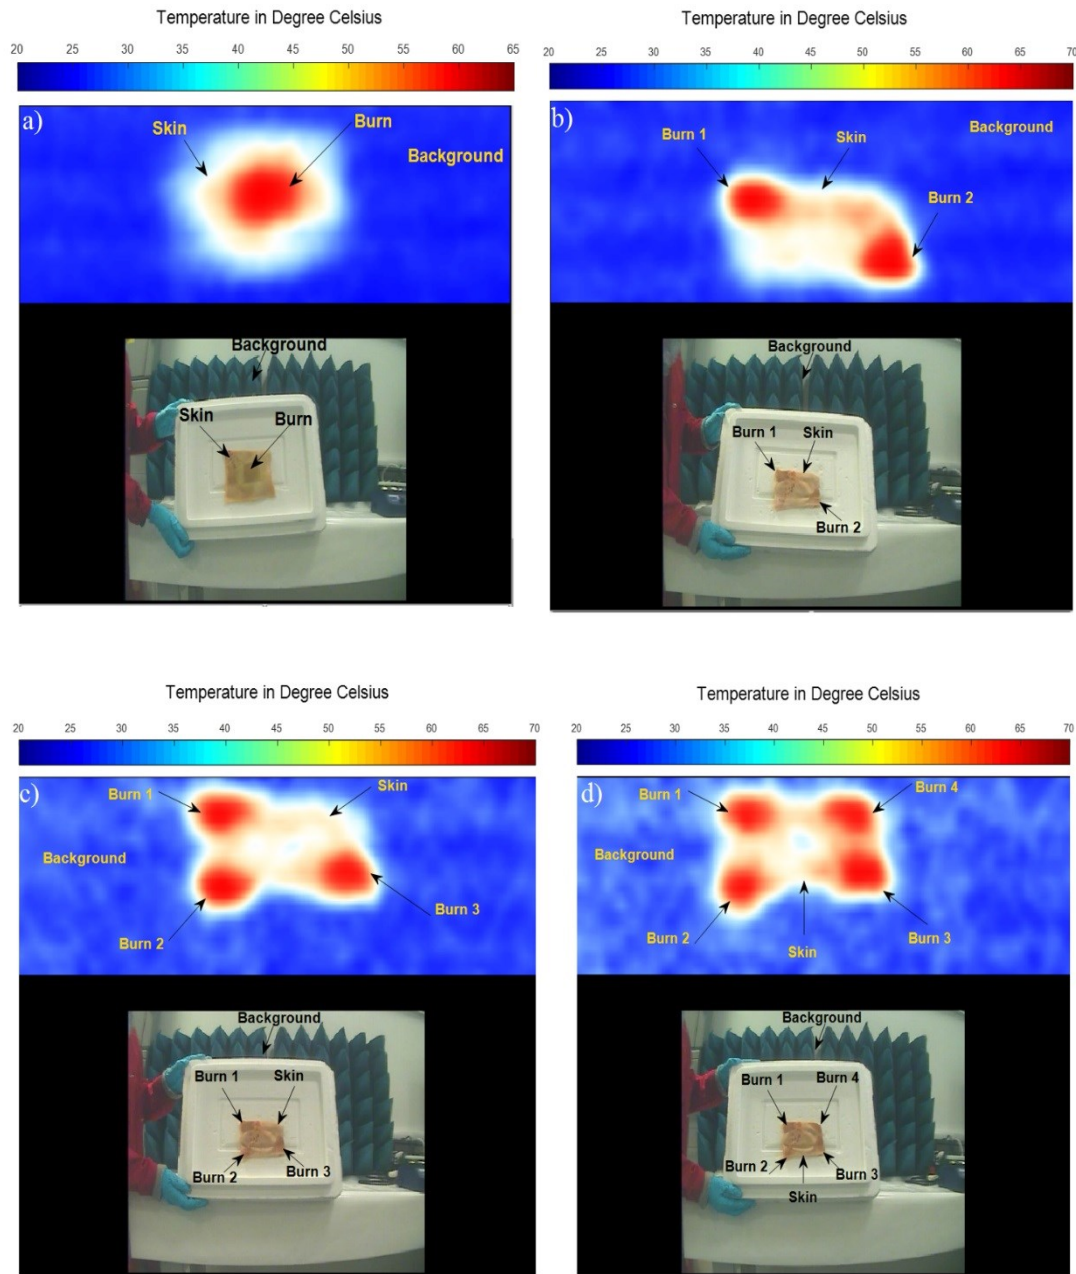 Temperature in Degree Celsius
20 25 30 35 40 45 50 55 60 65
a)
Skin
Burn
Background
Background
Skin
Burn
Temperature in Degree Celsius
20 25 30 35 40 45 50 55 60 65 70
b)
Burn 1
Skin
Background
Burn 2
Background
Burn 1
Skin
Burn 2
Temperature in Degree Celsius
20 25 30 35 40 45 50 55 60 65 70
c)
Burn 1
Skin
Background
Burn 3
Burn 2
Background
Burn 1
Skin
Burn 2
Burn 3
Temperature in Degree Celsius
20 25 30 35 40 45 50 55 60 65 70
d)
Burn 1
Burn 4
Background
Burn 2
Skin
Burn 3
Background
Burn 1
Burn 4
Burn 2
Burn 3
Skin